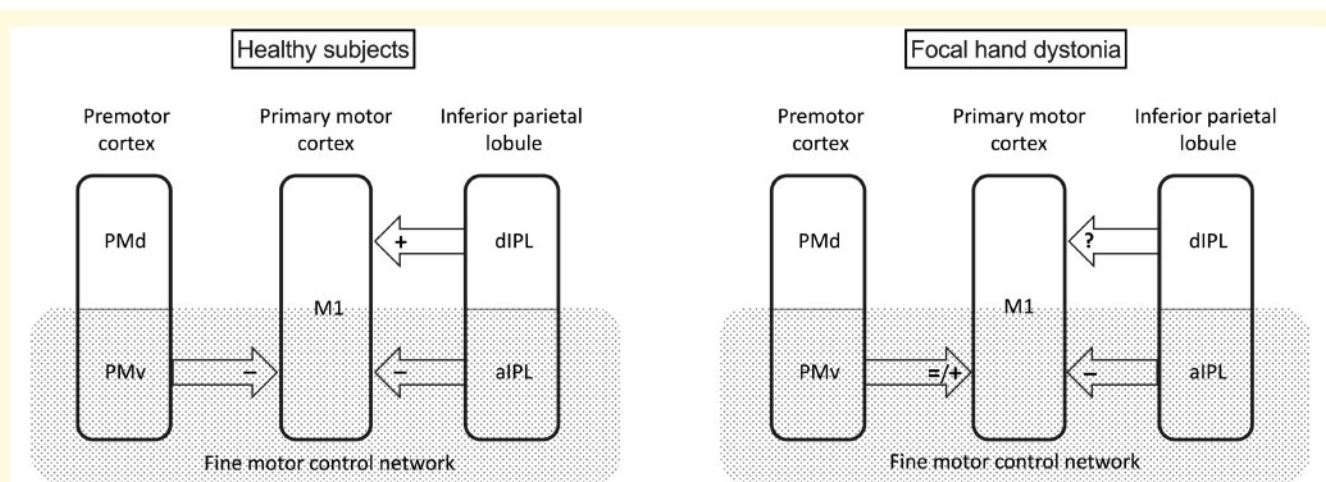 Healthy subjects
Premotor
cortex
Primary motor
cortex
Inferior parietal
lobule
PMd
+
dIPL
M1
PMv
–
–
aIPL
Fine motor control network
Focal hand dystonia
Premotor
cortex
Primary motor
cortex
Inferior parietal
lobule
PMd
?
dIPL
M1
PMv
=/+
–
aIPL
Fine motor control network